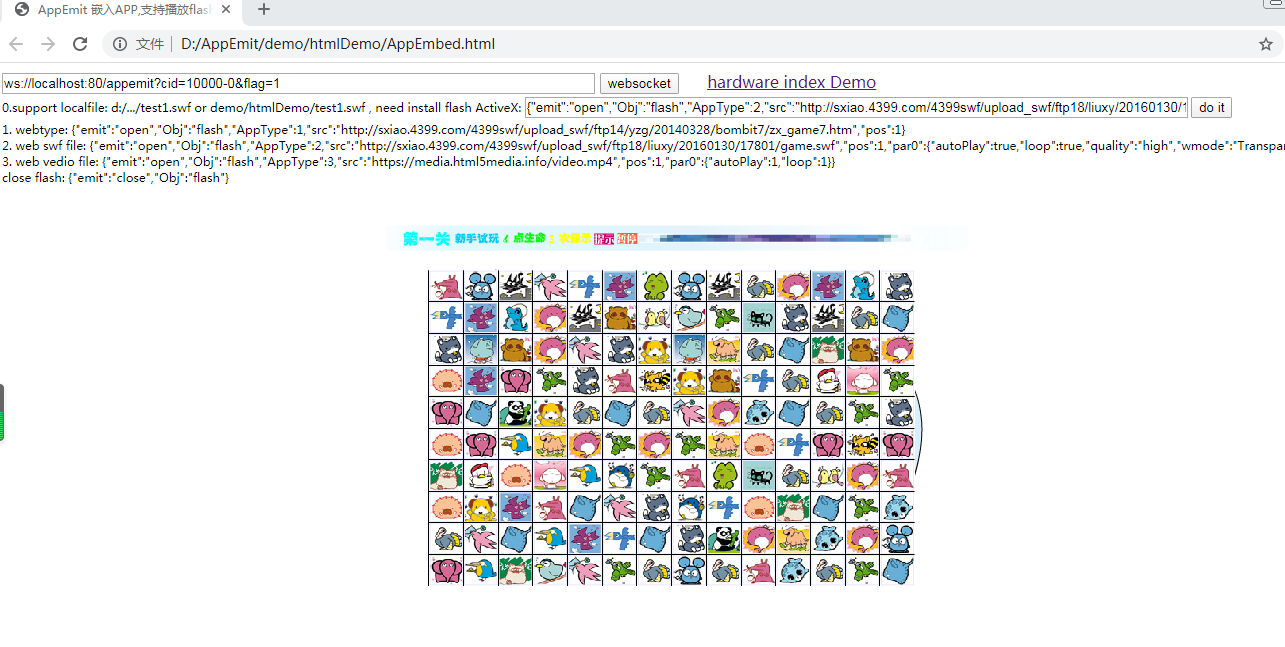 AppEmit 嵌入APP,支持播放flas
文件 D:/AppEmit/demo/htmlDemo/AppEmbed.html
ws://localhost:80/appemit?cid=10000-0&flag=1 websocket hardware index Demo
0.support localfile: d:/.../test1.swf or demo/htmlDemo/test1.swf , need install flash ActiveX: {"emit":"open","Obj":"flash","AppType":2,"src":"http://sxiao.4399.com/4399swf/upload_swf/ftp18/liuxy/20160130/1 do it
1. webtype: {"emit":"open","Obj":"flash","AppType":1,"src":"http://sxiao.4399.com/4399swf/upload_swf/ftp14/yzg/20140328/bombit7/zx_game7.htm","pos":1}
2. web swf file: {"emit":"open","Obj":"flash","AppType":2,"src":"http://sxiao.4399.com/4399swf/upload_swf/ftp18/liuxy/20160130/17801/game.swf","pos":1,"par0":{"autoPlay":true,"loop":true,"quality":"high","wmode":"Transpar
3. web vedio file: {"emit":"open","Obj":"flash","AppType":3,"src":"https://media.html5media.info/video.mp4","pos":1,"par0":{"autoPlay":1,"loop":1}}
close flash: {"emit":"close","Obj":"flash"}
第一关 新手试玩 点生命 3 次提示 提示 暂停